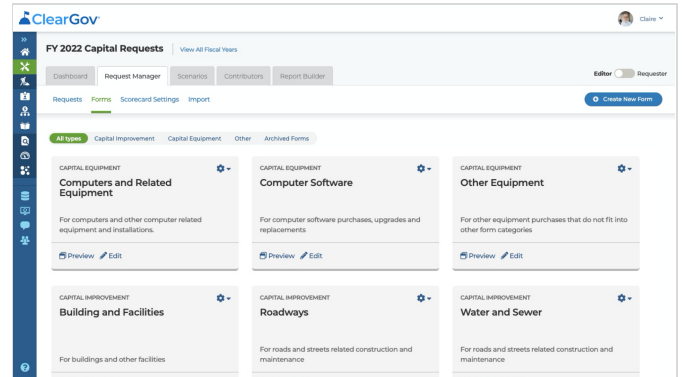 ClearGov
Claire
FY 2022 Capital Requests
View All Fiscal Years
Dashboard
Request Manager
Scenarios
Contributors
Report Builder
Editor
Requester
Requests
Forms
Scorecard Settings
Import
Create New Form
All types
Capital Improvement
Capital Equipment
Other
Archived Forms
CAPITAL EQUIPMENT
Computers and Related
Equipment
For computers and other computer related
equipment and installations.
Preview
Edit
CAPITAL EQUIPMENT
Computer Software
For computer software purchases, upgrades and
replacements
Preview
Edit
CAPITAL EQUIPMENT
Other Equipment
For other equipment purchases that do not fit into
other form categories
Preview
Edit
CAPITAL IMPROVEMENT
Building and Facilities
For buildings and other facilities
CAPITAL IMPROVEMENT
Roadways
For roads and streets related construction and
maintenance
CAPITAL IMPROVEMENT
Water and Sewer
For roads and streets related construction and
maintenance